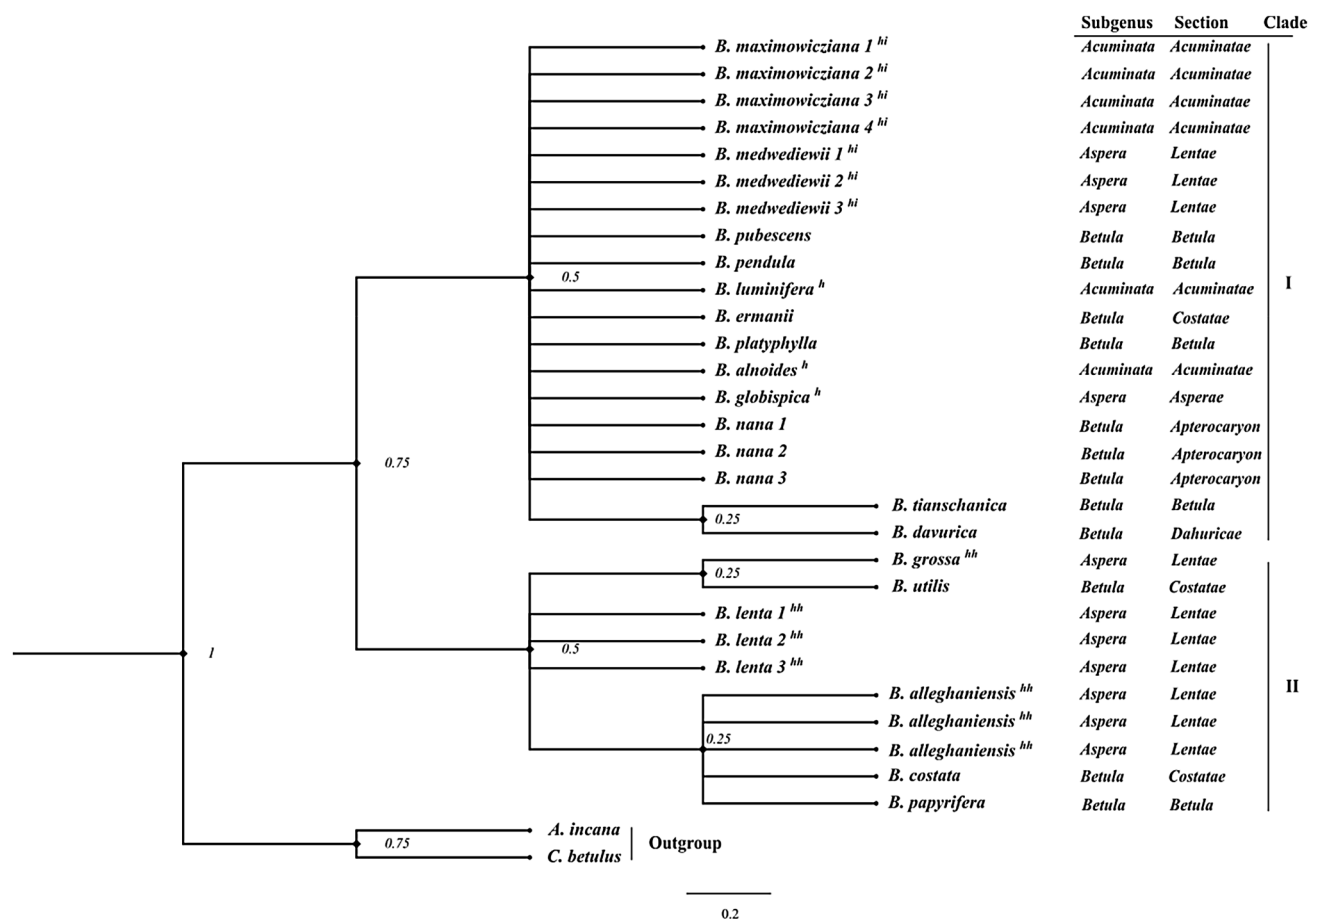 Subgenus Section Clade
B. maximowicziana 1 hi Acuminata Acuminatae
B. maximowicziana 2 hi Acuminata Acuminatae
B. maximowicziana 3 hi Acuminata Acuminatae
B. maximowicziana 4 hi Acuminata Acuminatae
B. medwediewii 1 hi Aspera Lentae
B. medwediewii 2 hi Aspera Lentae
B. medwediewii 3 hi Aspera Lentae
B. pubescens Betula Betula
B. pendula Betula Betula
0.5
I
B. luminifera h Acuminata Acuminatae
B. ermanii Betula Costatae
B. platyphylla Betula Betula
B. alnoides h Acuminata Acuminatae
B. globispica h Aspera Asperae
B. nana 1 Betula Apterocaryon
B. nana 2 Betula Apterocaryon
0.75
B. nana 3 Betula Apterocaryon
B. tianschanica Betula Betula
0.25
B. davurica Betula Dahuricae
B. grossa hh Aspera Lentae
0.25
B. utilis Betula Costatae
B. lenta 1 hh Aspera Lentae
B. lenta 2 hh Aspera Lentae
0.5
1
B. lenta 3 hh Aspera Lentae
II
B. alleghaniensis hh Aspera Lentae
B. alleghaniensis hh Aspera Lentae
0.25
B. alleghaniensis hh Aspera Lentae
B. costata Betula Costatae
B. papyrifera Betula Betula
A. incana
0.75
Outgroup
C. betulus
0.2